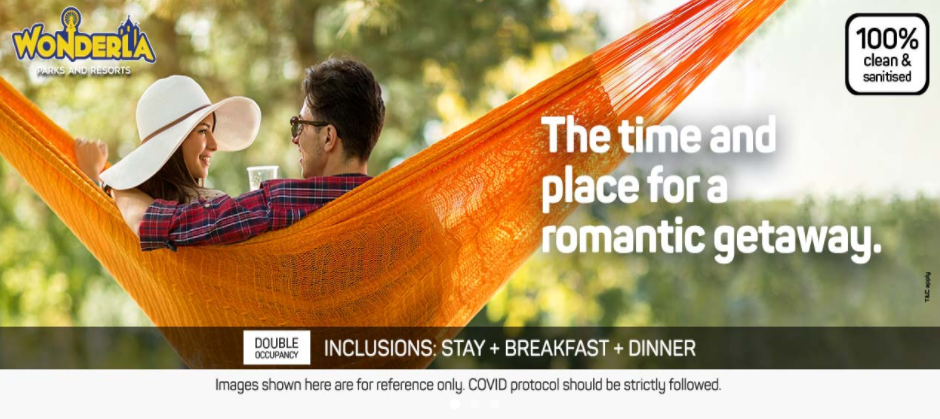 WONDERLA
PARKS AND RESORTS
100%
clean &
sanitised
The time and
place for a
romantic getaway.
T&C apply
DOUBLE
OCCUPANCY
INCLUSIONS: STAY + BREAKFAST + DINNER
Images shown here are for reference only. COVID protocol should be strictly followed.